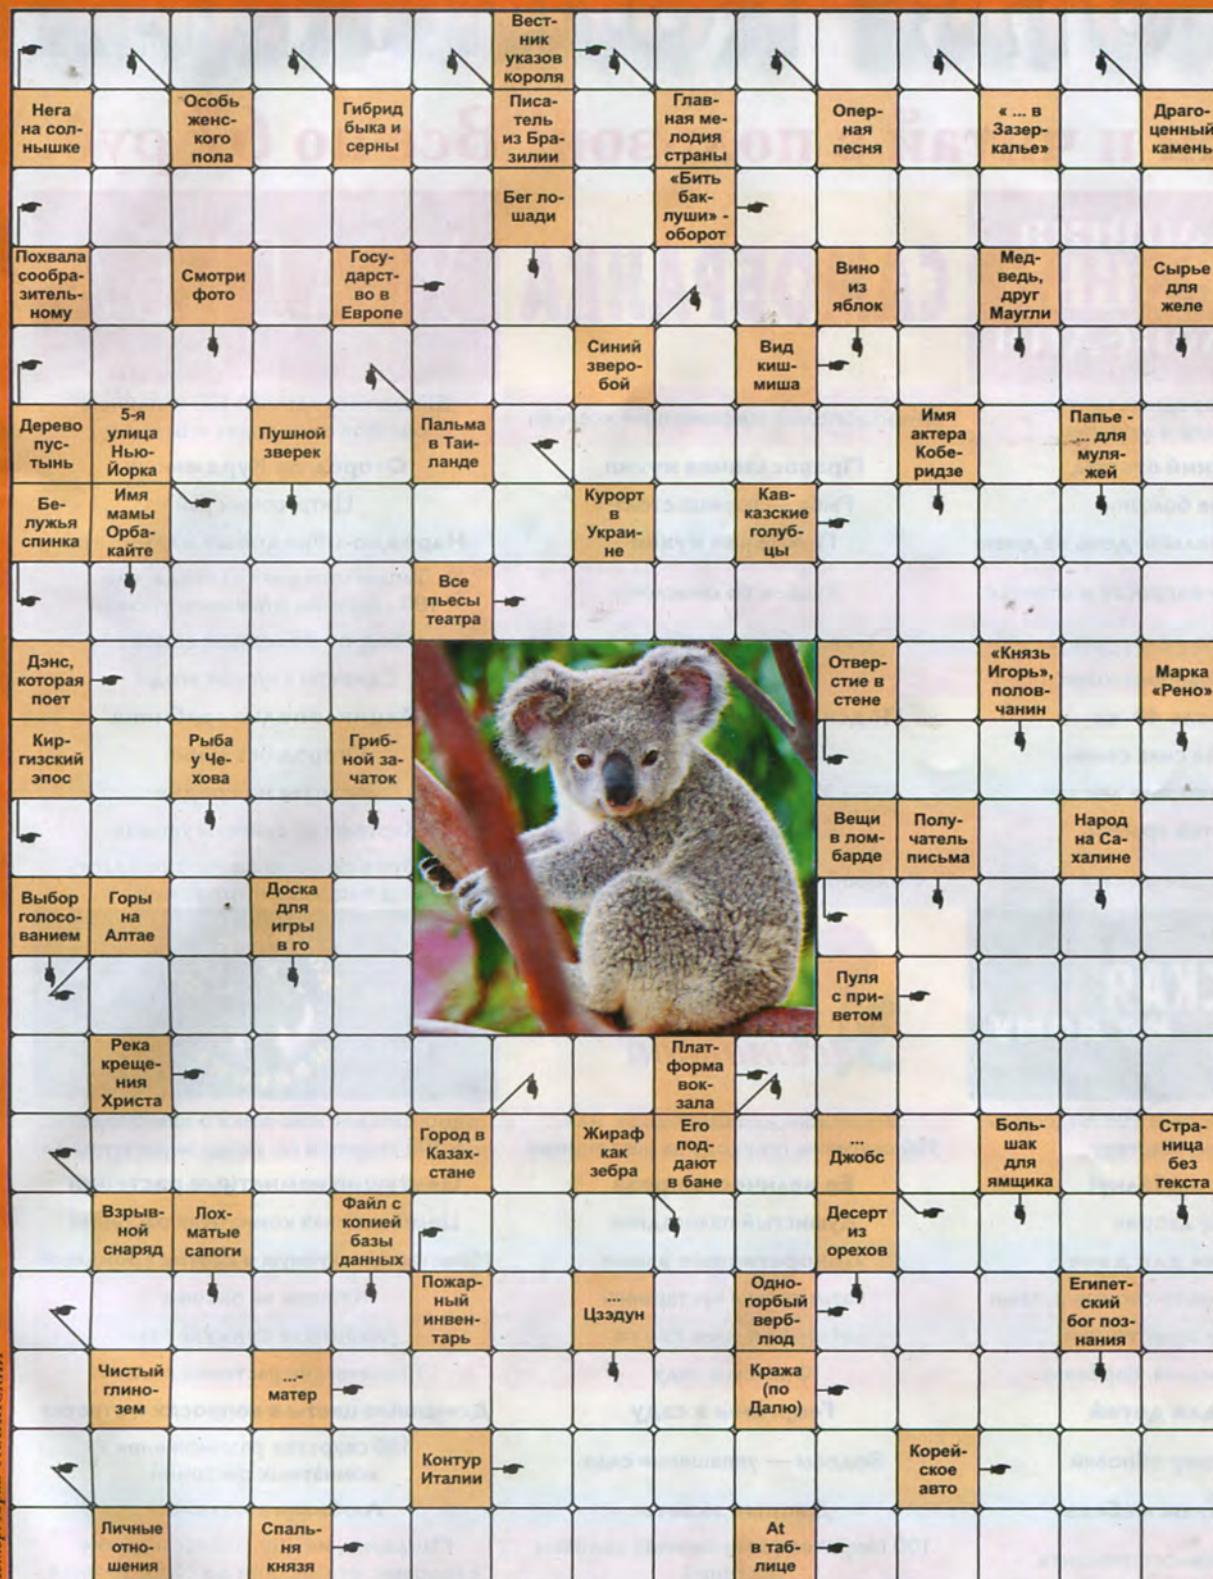 Вест-
ник
указов
короля
Нега
на сол-
нышке
Особь
женс-
кого
пола
Гибрид
быка и
серны
Писа-
тель
из Бра-
зилии
Глав-
ная ме-
лодия
страны
Опер-
ная
песня
« ... в
Зазер-
калье»
Драго-
ценный
камень
Бег ло-
шади
«Бить
бак-
луши» -
оборот
Похвала
сообра-
зитель-
ному
Смотри
фото
Госу-
дарст-
во в
Европе
Вино
из
яблок
Мед-
ведь,
друг
Маугли
Сырье
для
желе
Синий
зверо-
бой
Вид
киш-
миша
Дерево
пус-
тынь
5-я
улица
Нью-
Йорка
Пушной
зверек
Пальма
в Таи-
ланде
Имя
актера
Кобе-
ридзе
Папье -
... для
муля-
жей
Бе-
лужья
спинка
Имя
мамы
Орба-
кайте
Курорт
в
Украи-
не
Кав-
казские
голуб-
цы
Все
пьесы
театра
Дэнс,
которая
поет
Отвер-
стие в
стене
«Князь
Игорь»,
полов-
чанин
Марка
«Рено»
Кир-
гизский
эпос
Рыба
у Че-
хова
Гриб-
ной за-
чаток
Вещи
в лом-
барде
Полу-
чатель
письма
Народ
на Са-
халине
Выбор
голосо-
ванием
Горы
на
Алтае
Доска
для
игры
в го
Пуля
с при-
ветом
Река
креще-
ния
Христа
Плат-
форма
вок-
зала
Город в
Казах-
стане
Жираф
как
зебра
Его
под-
дают
в бане
...
Джобс
Боль-
шак
для
ямщика
Стра-
ница
без
текста
Взрыв-
ной
снаряд
Лох-
матые
сапоги
Файл с
копией
базы
данных
Десерт
из
орехов
Пожар-
ный
инвен-
тарь
...
Цзэдун
Одно-
горбый
верб-
люд
Египет-
ский
бог поз-
нания
Чистый
глино-
зем
...-
матер
Кража
(по
Далю)
Контур
Италии
Корей-
ское
авто
Личные
отно-
шения
Спаль-
ня
князя
At
в таб-
лице